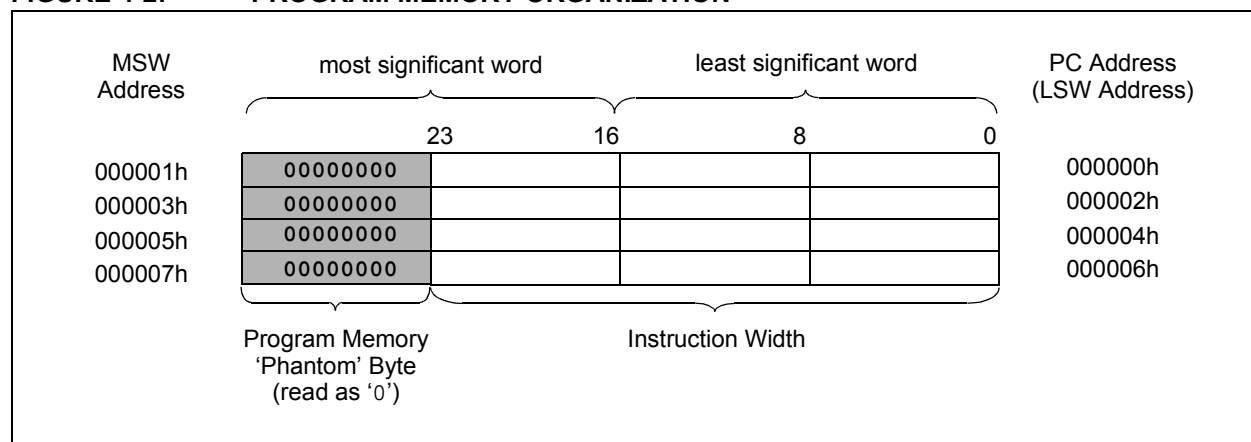 FIGURE 4-2: PROGRAM MEMORY ORGANIZATION
MSW
Address
most significant word
least significant word
PC Address
(LSW Address)
23 16 8 0
000001h 00000000 000000h
000003h 00000000 000002h
000005h 00000000 000004h
000007h 00000000 000006h
Program Memory
‘Phantom’ Byte
(read as ‘0’)
Instruction Width